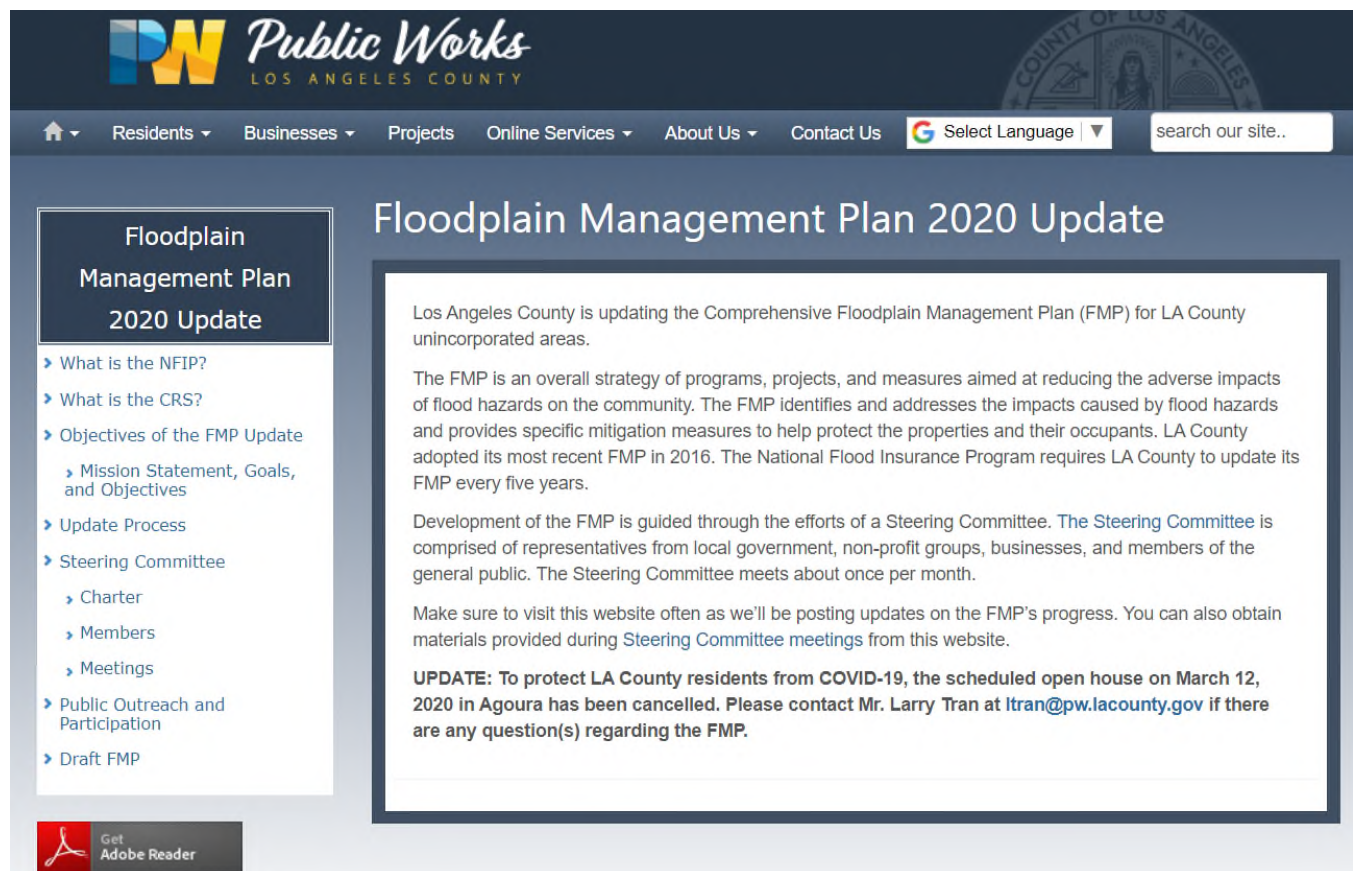 PW Public Works
LOS ANGELES COUNTY
COUNTY OF LOS ANGELES
Residents
Businesses
Projects
Online Services
About Us
Contact Us
G Select Language ▼
search our site..
Floodplain
Management Plan
2020 Update
What is the NFIP?
What is the CRS?
Objectives of the FMP Update
Mission Statement, Goals,
and Objectives
Update Process
Steering Committee
Charter
Members
Meetings
Public Outreach and
Participation
Draft FMP
Get
Adobe Reader
Floodplain Management Plan 2020 Update
Los Angeles County is updating the Comprehensive Floodplain Management Plan (FMP) for LA County
unincorporated areas.
The FMP is an overall strategy of programs, projects, and measures aimed at reducing the adverse impacts
of flood hazards on the community. The FMP identifies and addresses the impacts caused by flood hazards
and provides specific mitigation measures to help protect the properties and their occupants. LA County
adopted its most recent FMP in 2016. The National Flood Insurance Program requires LA County to update its
FMP every five years.
Development of the FMP is guided through the efforts of a Steering Committee. The Steering Committee is
comprised of representatives from local government, non-profit groups, businesses, and members of the
general public. The Steering Committee meets about once per month.
Make sure to visit this website often as we'll be posting updates on the FMP's progress. You can also obtain
materials provided during Steering Committee meetings from this website.
UPDATE: To protect LA County residents from COVID-19, the scheduled open house on March 12,
2020 in Agoura has been cancelled. Please contact Mr. Larry Tran at ltran@pw.lacounty.gov if there
are any question(s) regarding the FMP.